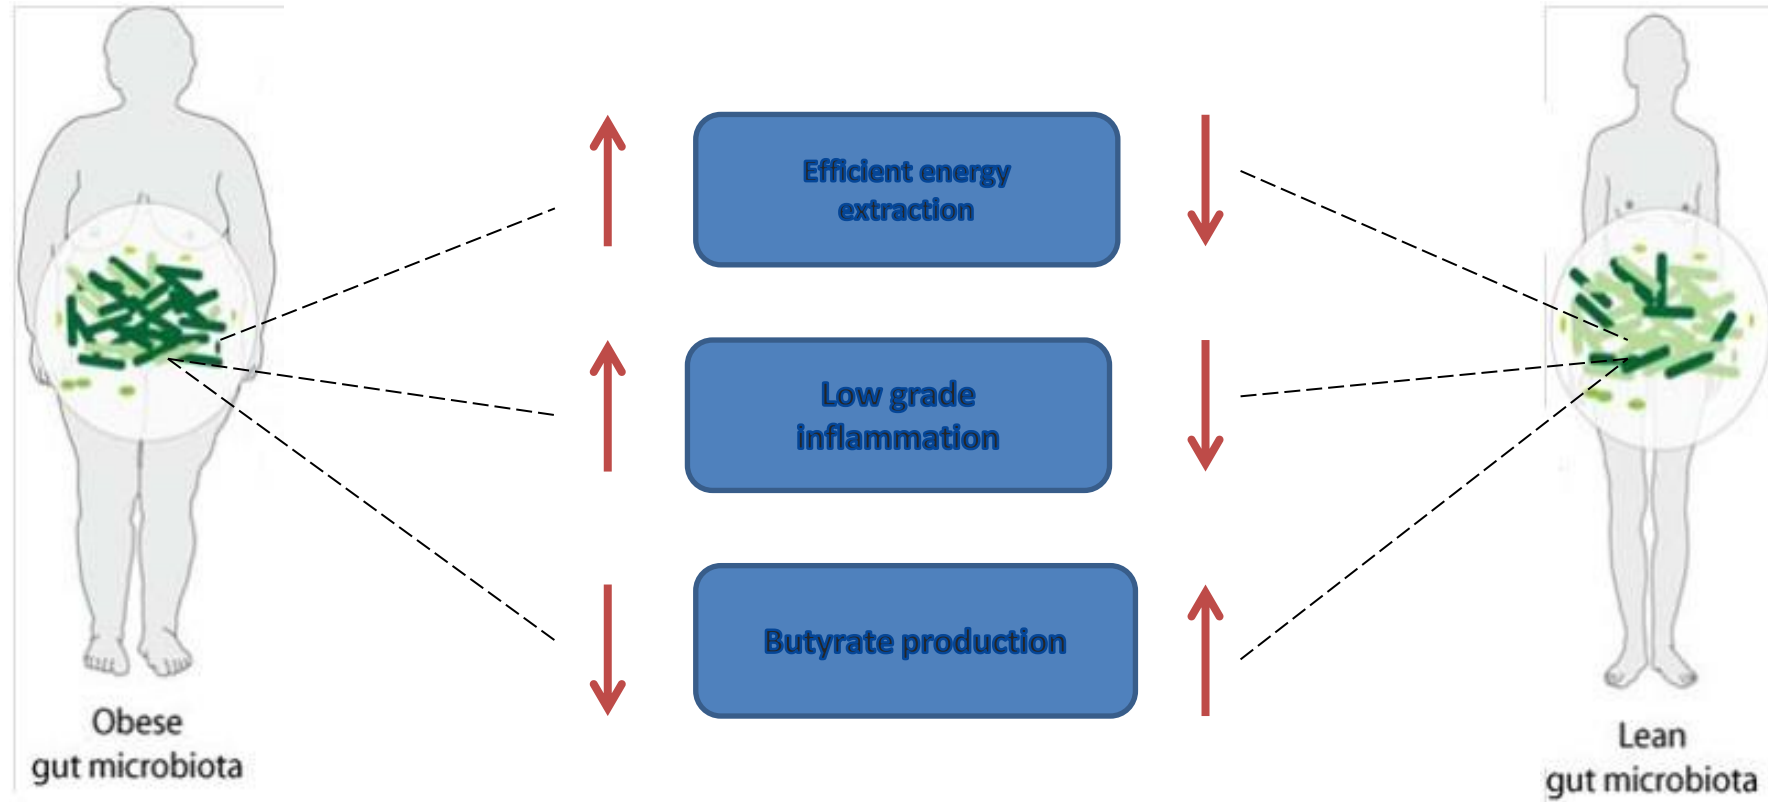 Efficient energy
extraction
Low grade
inflammation
Butyrate production
Obese
gut microbiota
Lean
gut microbiota